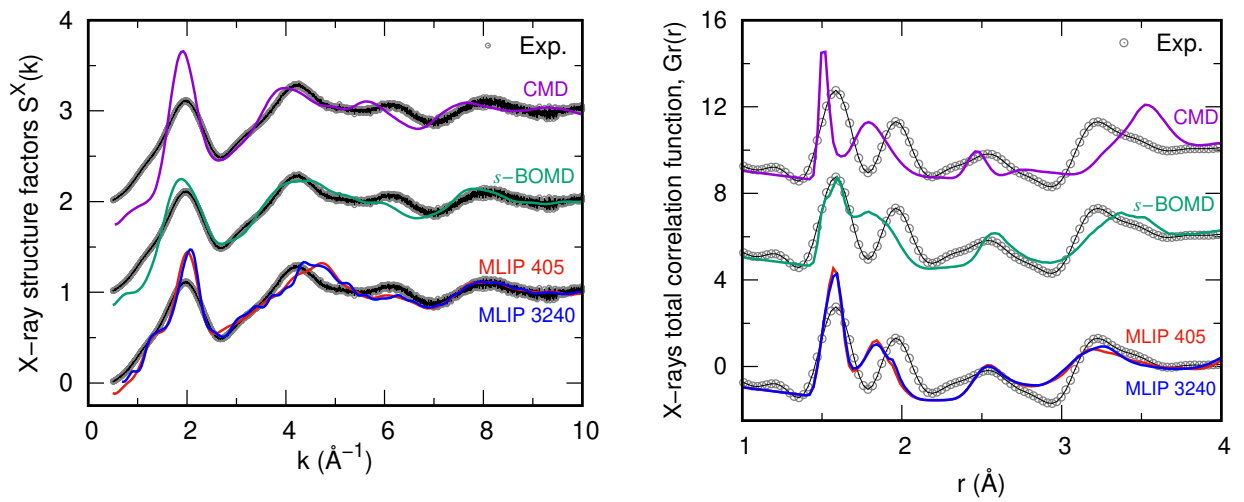 X−ray structure factors Sˣ(k)
4
3
2
1
0
Exp.
CMD
s−BOMD
MLIP 405
MLIP 3240
0
2
4
6
8
10
k (Å⁻¹)
X−rays total correlation function, Gr(r)
16
12
8
4
0
Exp.
CMD
s−BOMD
MLIP 405
MLIP 3240
1
2
3
4
r (Å)